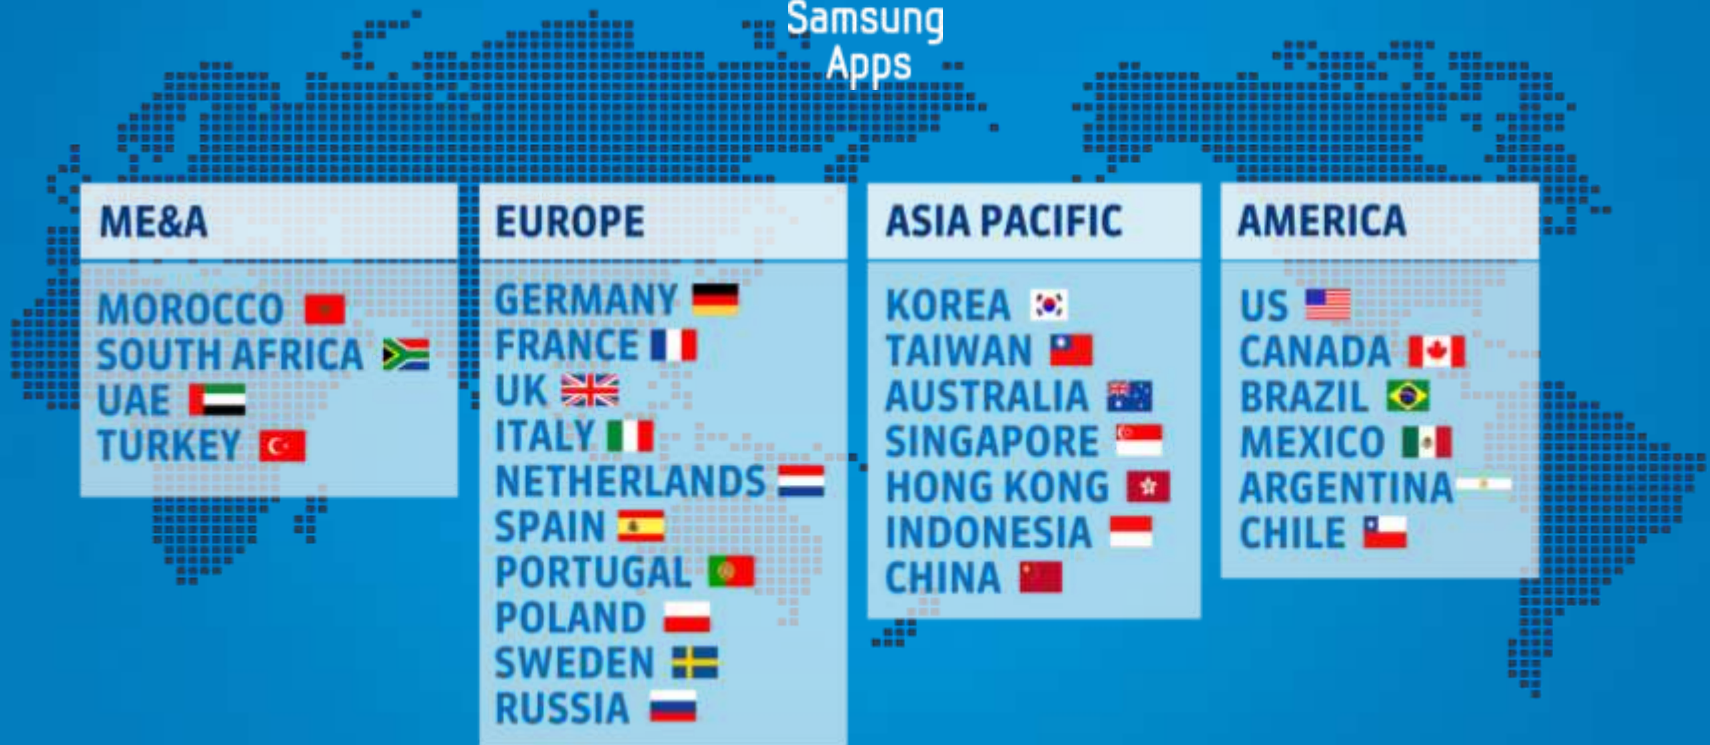 Samsung
Apps
ME&A
MOROCCO
SOUTH AFRICA
UAE
TURKEY
EUROPE
GERMANY
FRANCE
UK
ITALY
NETHERLANDS
SPAIN
PORTUGAL
POLAND
SWEDEN
RUSSIA
ASIA PACIFIC
KOREA
TAIWAN
AUSTRALIA
SINGAPORE
HONG KONG
INDONESIA
CHINA
AMERICA
US
CANADA
BRAZIL
MEXICO
ARGENTINA
CHILE